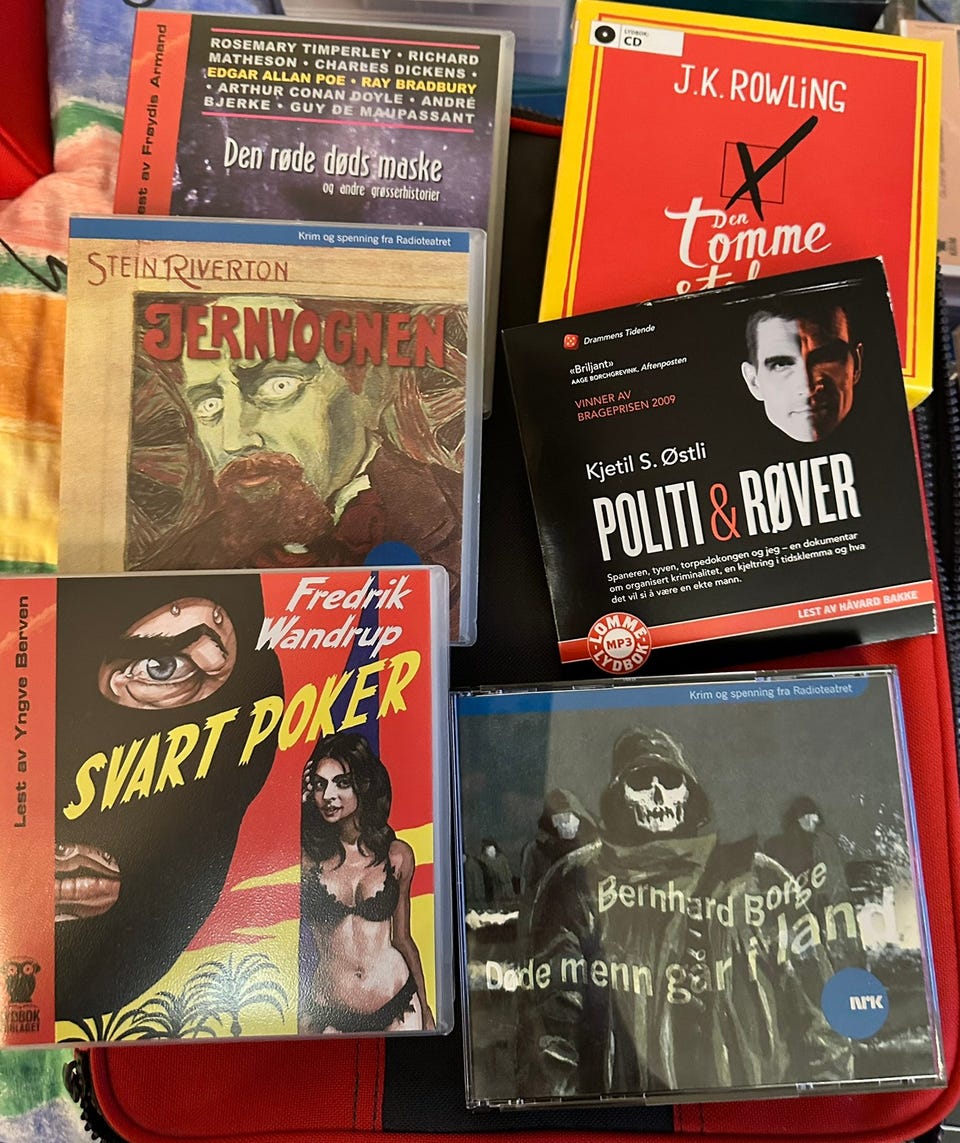 Lest av Frøydis Armand
ROSEMARY TIMPERLEY • RICHARD
MATHESON • CHARLES DICKENS •
EDGAR ALLAN POE • RAY BRADBURY
• ARTHUR CONAN DOYLE • ANDRÉ
BJERKE • GUY DE MAUPASSANT
Den røde døds maske
og andre grøsserhistorier
LYDBOK:
CD
J.K. ROWLING
Den
Tomme
Krim og spenning fra Radioteatret
STEIN RIVERTON
JERNVOGNEN
Drammens Tidende
«Briljant»
AAGE BORCHGREVINK, Aftenposten
VINNER AV
BRAGEPRISEN 2009
Kjetil S. Østli
POLITI & RØVER
Spaneren, tyven, torpedokongen og jeg – en dokumentar
om organisert kriminalitet, en kjeltring i tidsklemma og hva
det vil si å være en ekte mann.
LEST AV HÅVARD BAKKE
LOMME-
MP3
LYDBOK
Lest av Yngve Berven
Fredrik
Wandrup
SVART POKER
LYDBOK
Krim og spenning fra Radioteatret
Bernhard Borge
Døde menn går i land
NRK